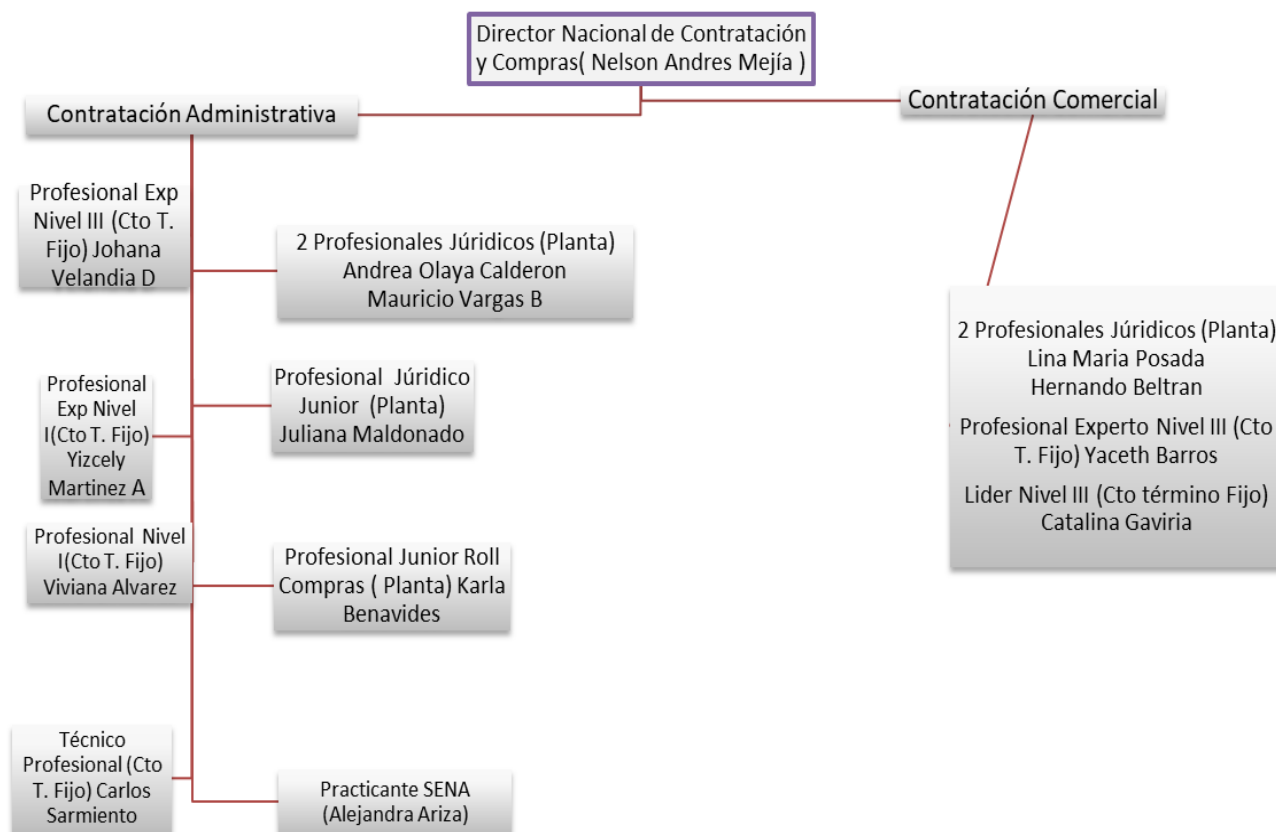 Director Nacional de Contratación
y Compras( Nelson Andres Mejía )
Contratación Administrativa
Contratación Comercial
Profesional Exp
Nivel III (Cto T.
Fijo) Johana
Velandia D
2 Profesionales Júridicos (Planta)
Andrea Olaya Calderon
Mauricio Vargas B
Profesional
Exp Nivel
I(Cto T. Fijo)
Yizcely
Martinez A
Profesional Júridico
Junior (Planta)
Juliana Maldonado
Profesional Nivel
I(Cto T. Fijo)
Viviana Alvarez
Profesional Junior Roll
Compras ( Planta) Karla
Benavides
Técnico
Profesional (Cto
T. Fijo) Carlos
Sarmiento
Practicante SENA
(Alejandra Ariza)
2 Profesionales Júridicos (Planta)
Lina Maria Posada
Hernando Beltran
Profesional Experto Nivel III (Cto
T. Fijo) Yaceth Barros
Lider Nivel III (Cto término Fijo)
Catalina Gaviria